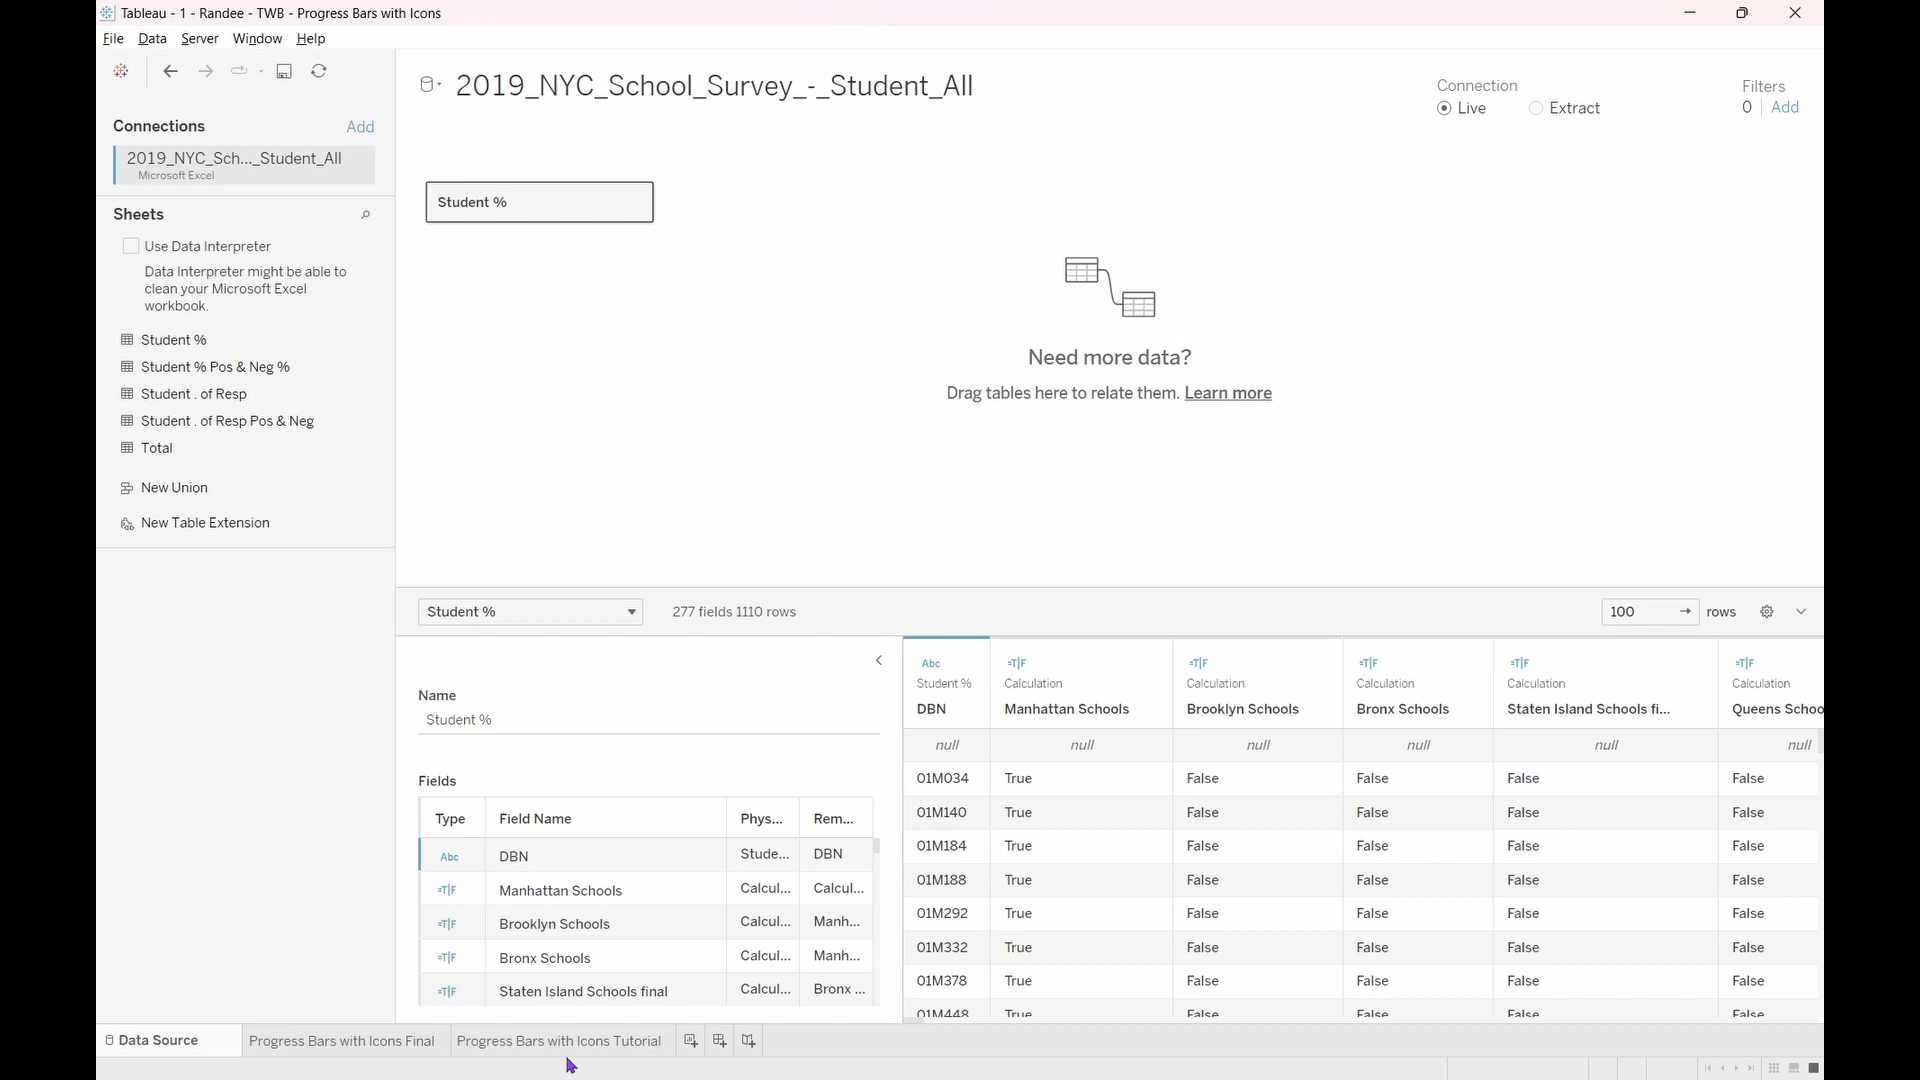 Tableau - 1 - Randee - TWB - Progress Bars with Icons
File Data Server Window Help
2019_NYC_School_Survey_-_Student_All
Connection
Live Extract
Filters
0 Add
Connections Add
2019_NYC_Sch..._Student_All
Microsoft Excel
Sheets
Use Data Interpreter
Data Interpreter might be able to
clean your Microsoft Excel
workbook.
Student %
Student % Pos & Neg %
Student . of Resp
Student . of Resp Pos & Neg
Total
New Union
New Table Extension
Student %
Need more data?
Drag tables here to relate them. Learn more
Student % 277 fields 1110 rows 100 rows
Name
Student %
Fields
Type Field Name Phys... Rem...
Abc DBN Stude... DBN
=T|F Manhattan Schools Calcul... Calcul...
=T|F Brooklyn Schools Calcul... Manh...
=T|F Bronx Schools Calcul... Manh...
=T|F Staten Island Schools final Calcul... Bronx ...
Abc =T|F =T|F =T|F =T|F =T|F
Student % Calculation Calculation Calculation Calculation Calculation
DBN Manhattan Schools Brooklyn Schools Bronx Schools Staten Island Schools fi... Queens Schoo
null null null null null null
01M034 True False False False False
01M140 True False False False False
01M184 True False False False False
01M188 True False False False False
01M292 True False False False False
01M332 True False False False False
01M378 True False False False False
01M448 True False False False False
Data Source Progress Bars with Icons Final Progress Bars with Icons Tutorial